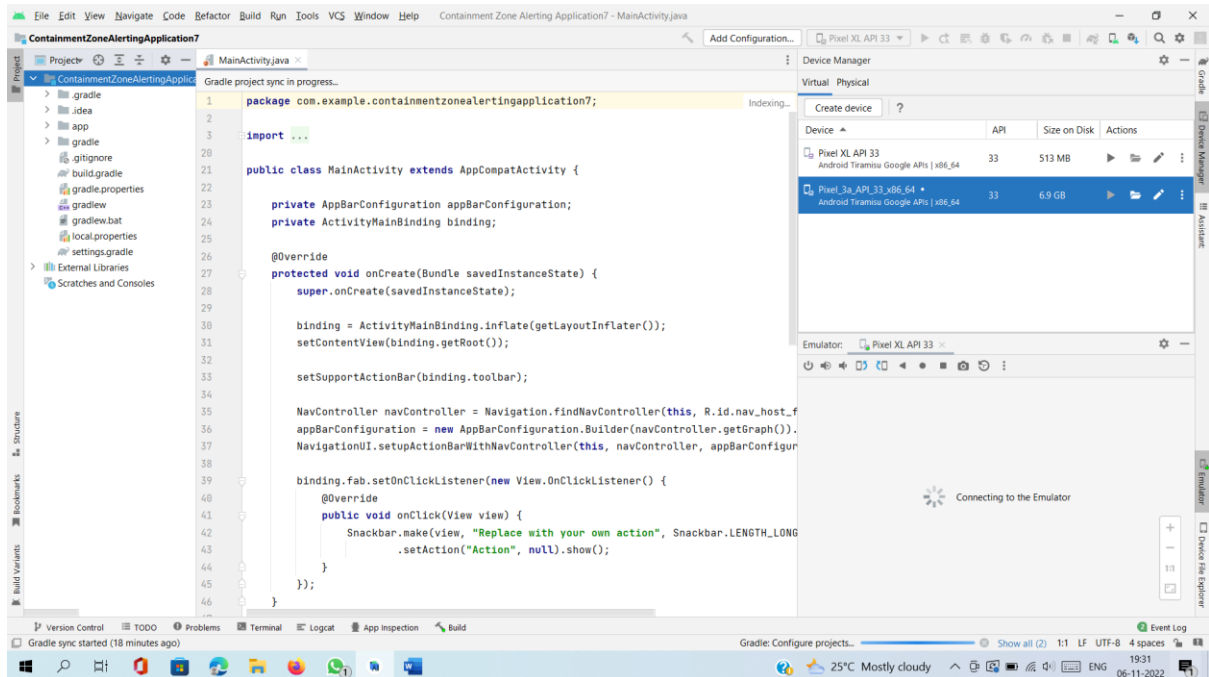 File Edit View Navigate Code Refactor Build Run Tools VCS Window Help Containment Zone Alerting Application7 - MainActivity.java
ContainmentZoneAlertingApplication7 Add Configuration... Pixel XL API 33
Project
MainActivity.java
Device Manager
ContainmentZoneAlertingApplica
Gradle project sync in progress...
Virtual Physical
.gradle
.idea
app
gradle
.gitignore
build.gradle
gradle.properties
gradlew
gradlew.bat
local.properties
settings.gradle
External Libraries
Scratches and Consoles
Indexing...
1 package com.example.containmentzonealertingapplication7;
2
3 import ...
20
21 public class MainActivity extends AppCompatActivity {
22
23 private AppBarConfiguration appBarConfiguration;
24 private ActivityMainBinding binding;
25
26 @Override
27 protected void onCreate(Bundle savedInstanceState) {
28 super.onCreate(savedInstanceState);
29
30 binding = ActivityMainBinding.inflate(getLayoutInflater());
31 setContentView(binding.getRoot());
32
33 setSupportActionBar(binding.toolbar);
34
35 NavController navController = Navigation.findNavController(this, R.id.nav_host_f
36 appBarConfiguration = new AppBarConfiguration.Builder(navController.getGraph()).
37 NavigationUI.setupActionBarWithNavController(this, navController, appBarConfigur
38
39 binding.fab.setOnClickListener(new View.OnClickListener() {
40 @Override
41 public void onClick(View view) {
42 Snackbar.make(view, "Replace with your own action", Snackbar.LENGTH_LONG
43 .setAction("Action", null).show();
44 }
45 });
46 }
Create device ?
Device API Size on Disk Actions
Pixel XL API 33 33 513 MB
Android Tiramisu Google APIs | x86_64
Pixel_3a_API_33_x86_64 • 33 6.9 GB
Android Tiramisu Google APIs | x86_64
Emulator: Pixel XL API 33
Connecting to the Emulator
1:1
Project
Structure
Bookmarks
Build Variants
Gradle
Device Manager
Assistant
Emulator
Device File Explorer
Version Control TODO Problems Terminal Logcat App Inspection Build Event Log
Gradle sync started (18 minutes ago) Gradle: Configure projects... Show all (2) 1:1 LF UTF-8 4 spaces
25°C Mostly cloudy ENG 19:31
06-11-2022